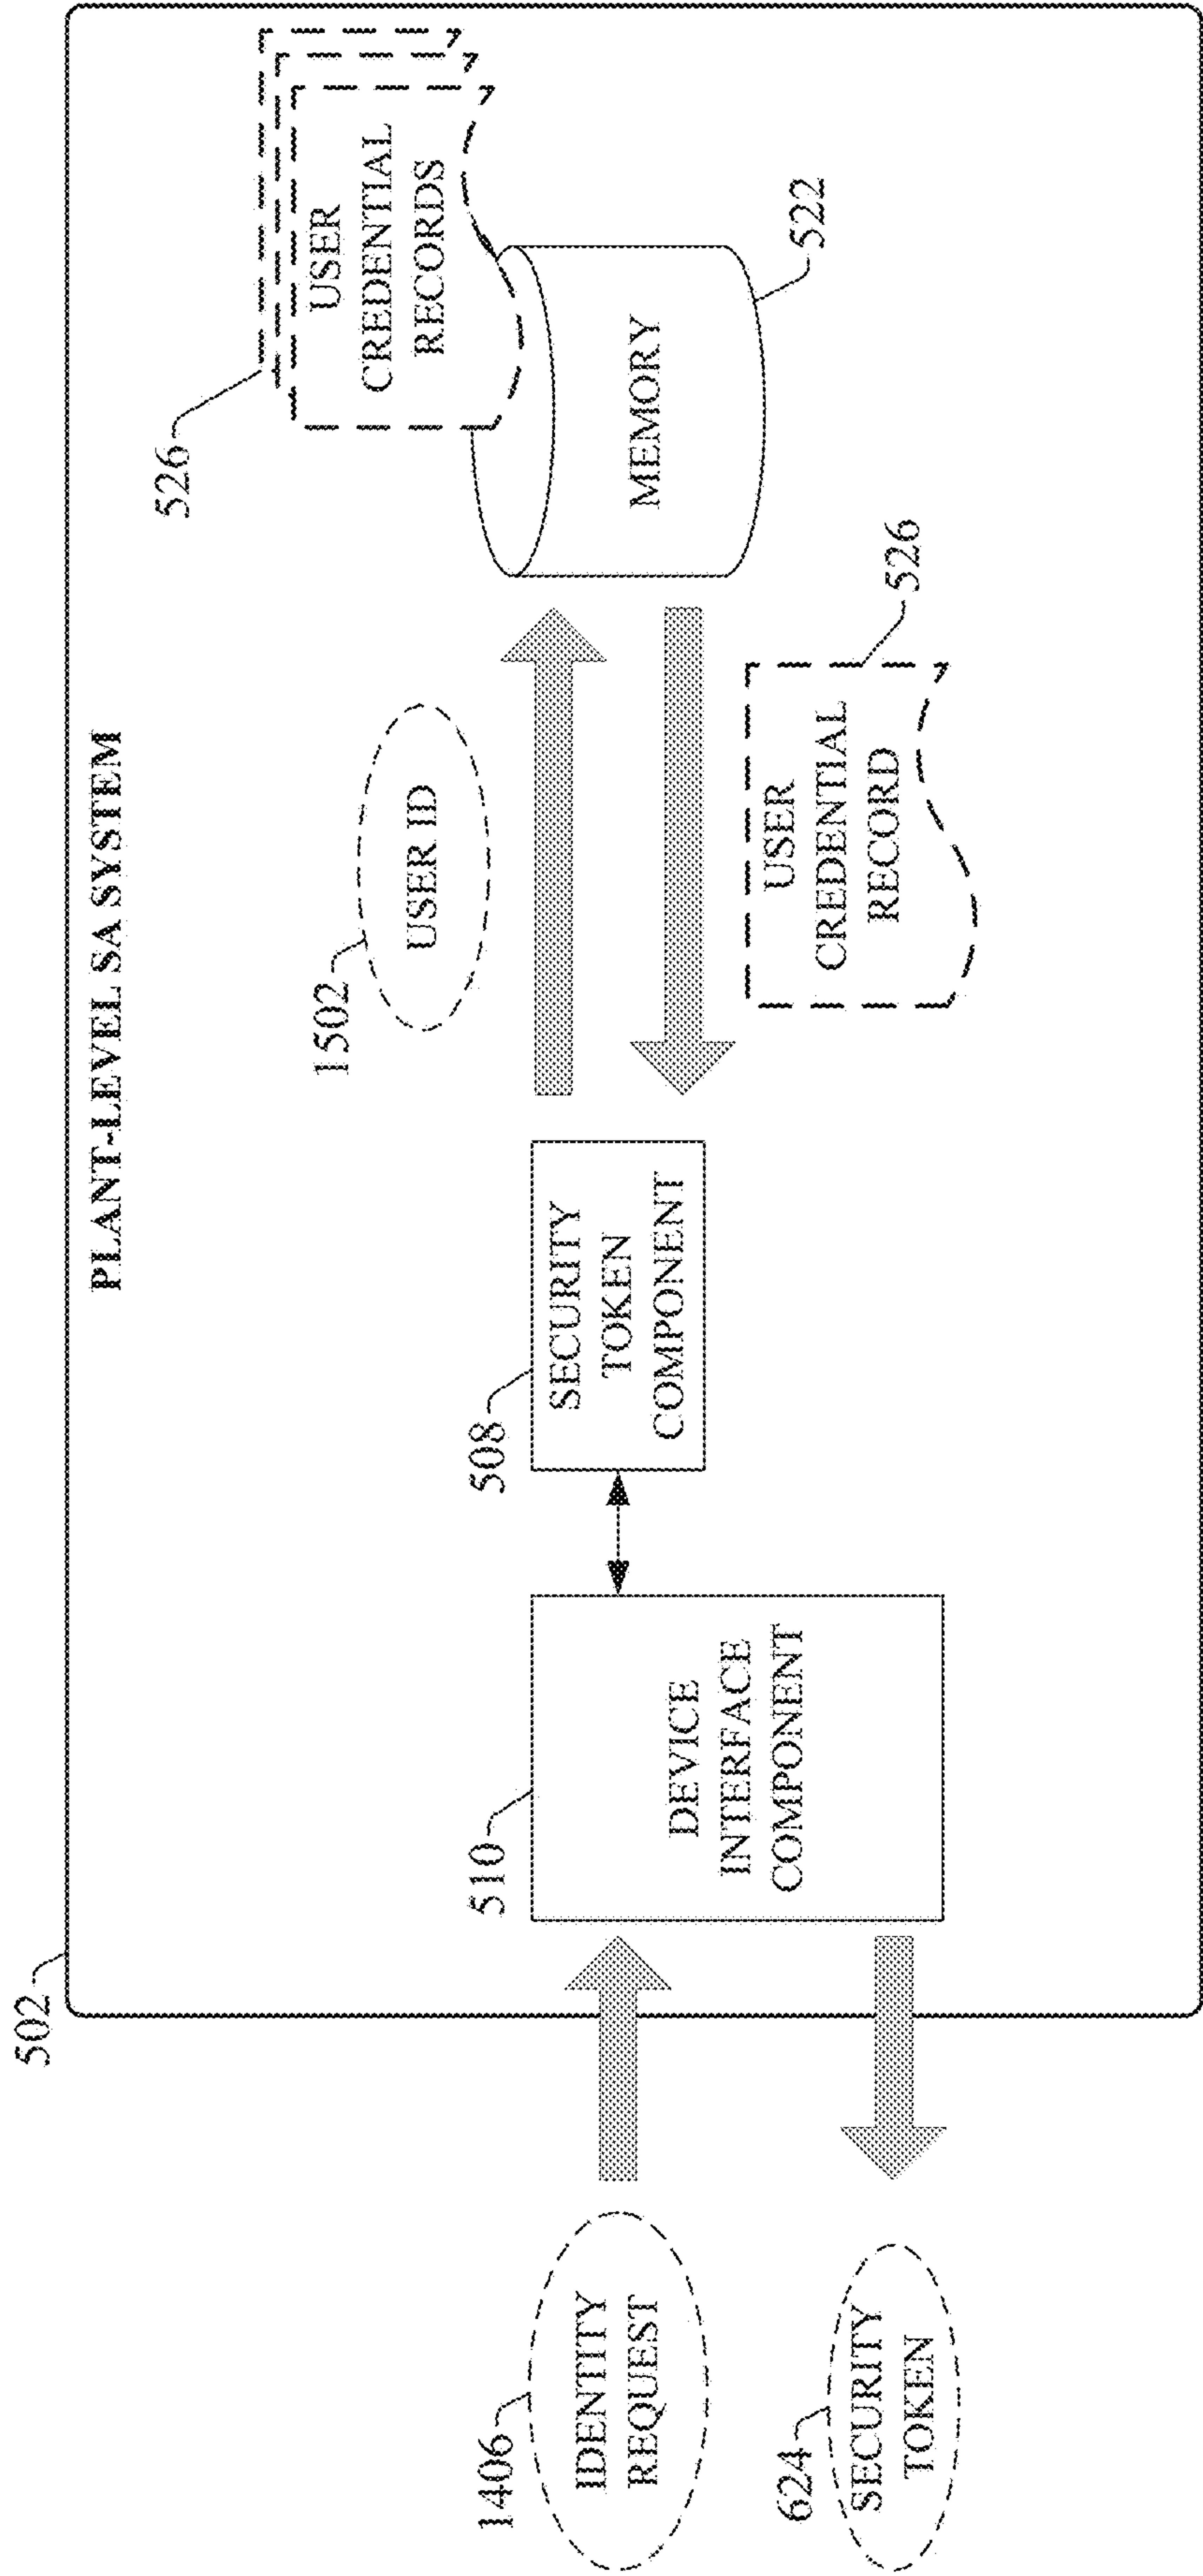 502
PLANT-LEVEL SA SYSTEM
1406
IDENTITY
REQUEST
624
SECURITY
TOKEN
510
DEVICE
INTERFACE
COMPONENT
508
SECURITY
TOKEN
COMPONENT
1502
USER ID
USER
CREDENTIAL
RECORD
526
526
USER
CREDENTIAL
RECORDS
MEMORY
522